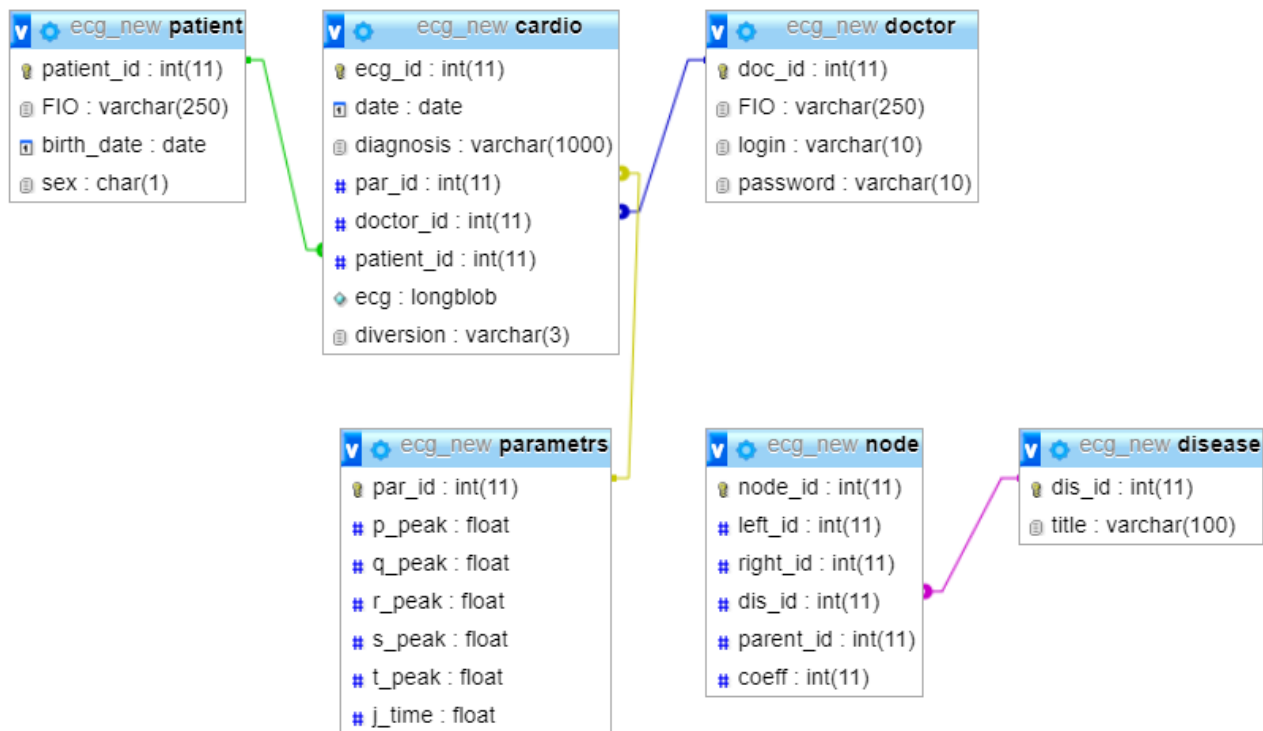 v ecg_new patient
patient_id : int(11)
FIO : varchar(250)
birth_date : date
sex : char(1)
v ecg_new cardio
ecg_id : int(11)
date : date
diagnosis : varchar(1000)
# par_id : int(11)
# doctor_id : int(11)
# patient_id : int(11)
ecg : longblob
diversion : varchar(3)
v ecg_new doctor
doc_id : int(11)
FIO : varchar(250)
login : varchar(10)
password : varchar(10)
v ecg_new parametrs
par_id : int(11)
# p_peak : float
# q_peak : float
# r_peak : float
# s_peak : float
# t_peak : float
# j_time : float
v ecg_new node
node_id : int(11)
# left_id : int(11)
# right_id : int(11)
# dis_id : int(11)
# parent_id : int(11)
# coeff : int(11)
v ecg_new disease
dis_id : int(11)
title : varchar(100)